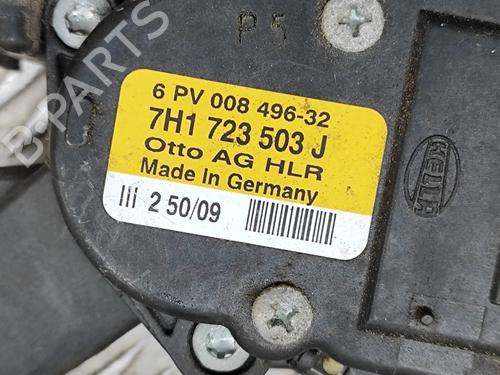 P5
6 PV 008 496-32
7H1 723 503 J
Otto AG HLR
Made in Germany
III 2 50/09
HELLA
B-PARTS